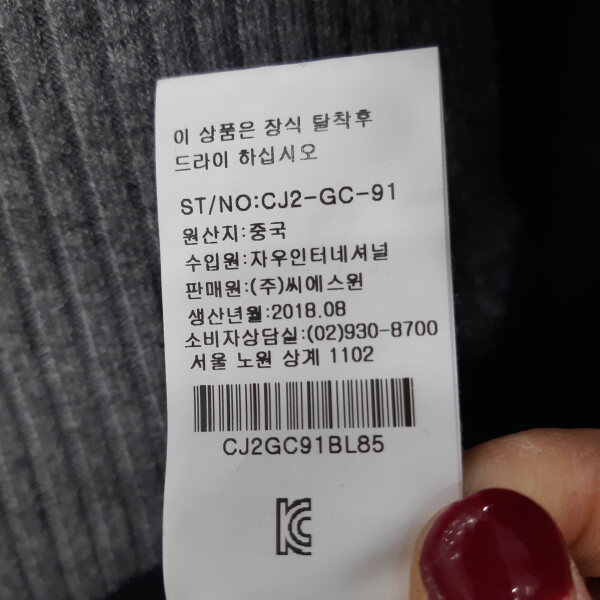 이 상품은 장식 탈착후
드라이 하십시오
ST/NO:CJ2-GC-91
원산지:중국
수입원:자우인터네셔널
판매원:(주)씨에스윈
생산년월:2018.08
소비자상담실:(02)930-8700
서울 노원 상계 1102
CJ2GC91BL85
KC